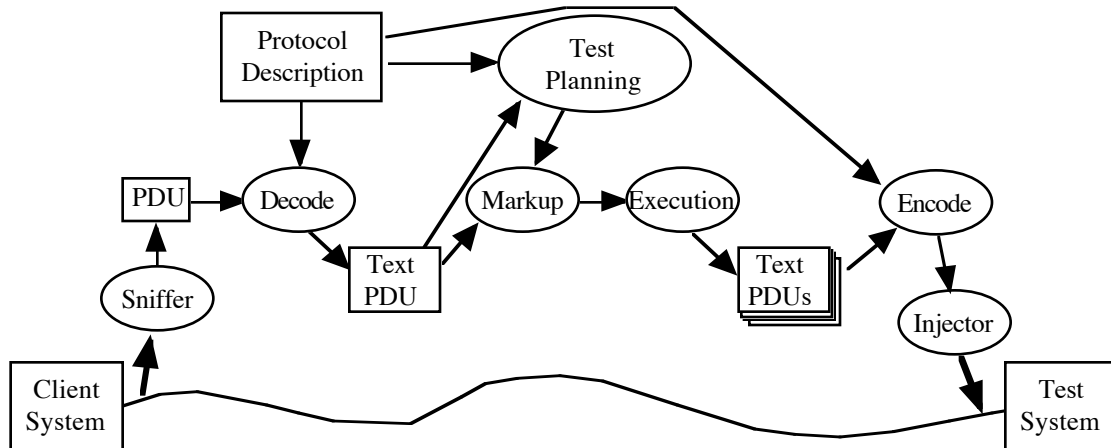 Protocol
Description
Test
Planning
PDU
Decode
Markup
Execution
Encode
Text
PDU
Text
PDUs
Sniffer
Injector
Client
System
Test
System